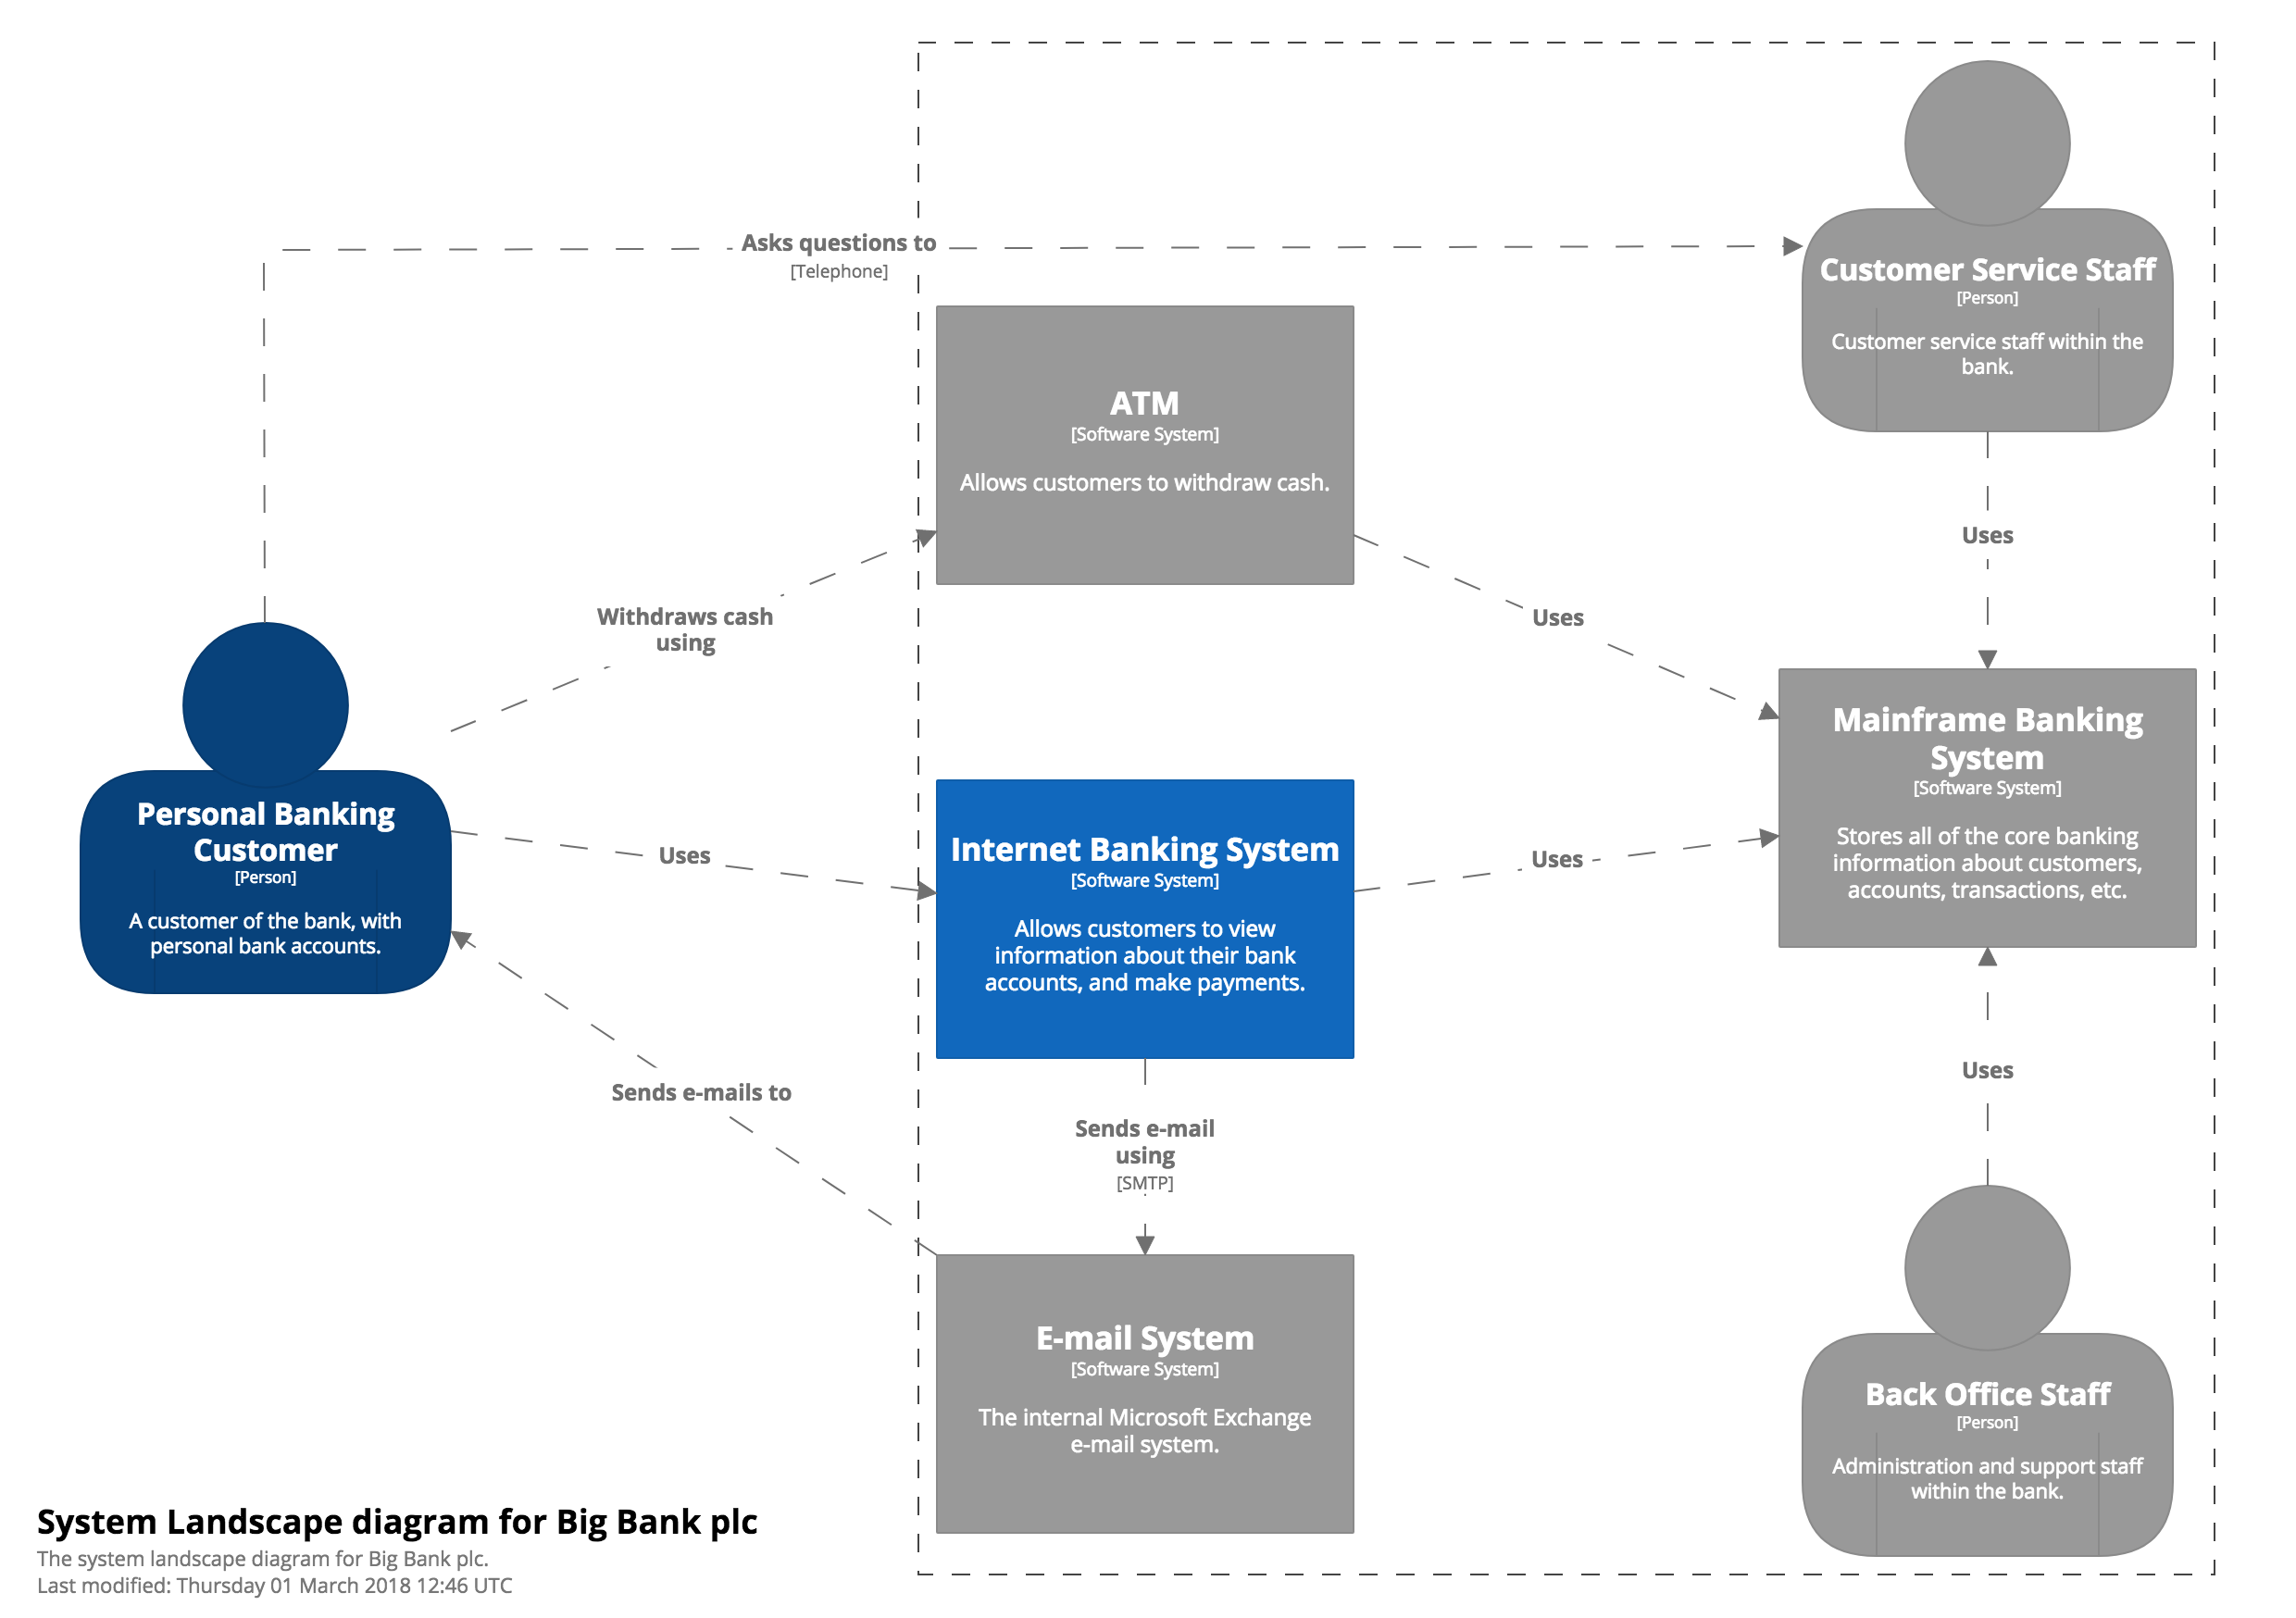 Asks questions to
[Telephone]
Customer Service Staff
[Person]
Customer service staff within the
bank.
ATM
[Software System]
Allows customers to withdraw cash.
Uses
Withdraws cash
using
Uses
Mainframe Banking
System
[Software System]
Stores all of the core banking
information about customers,
accounts, transactions, etc.
Personal Banking
Customer
[Person]
A customer of the bank, with
personal bank accounts.
Uses
Internet Banking System
[Software System]
Allows customers to view
information about their bank
accounts, and make payments.
Uses
Sends e-mails to
Sends e-mail
using
[SMTP]
Uses
E-mail System
[Software System]
The internal Microsoft Exchange
e-mail system.
Back Office Staff
[Person]
Administration and support staff
within the bank.
System Landscape diagram for Big Bank plc
The system landscape diagram for Big Bank plc.
Last modified: Thursday 01 March 2018 12:46 UTC